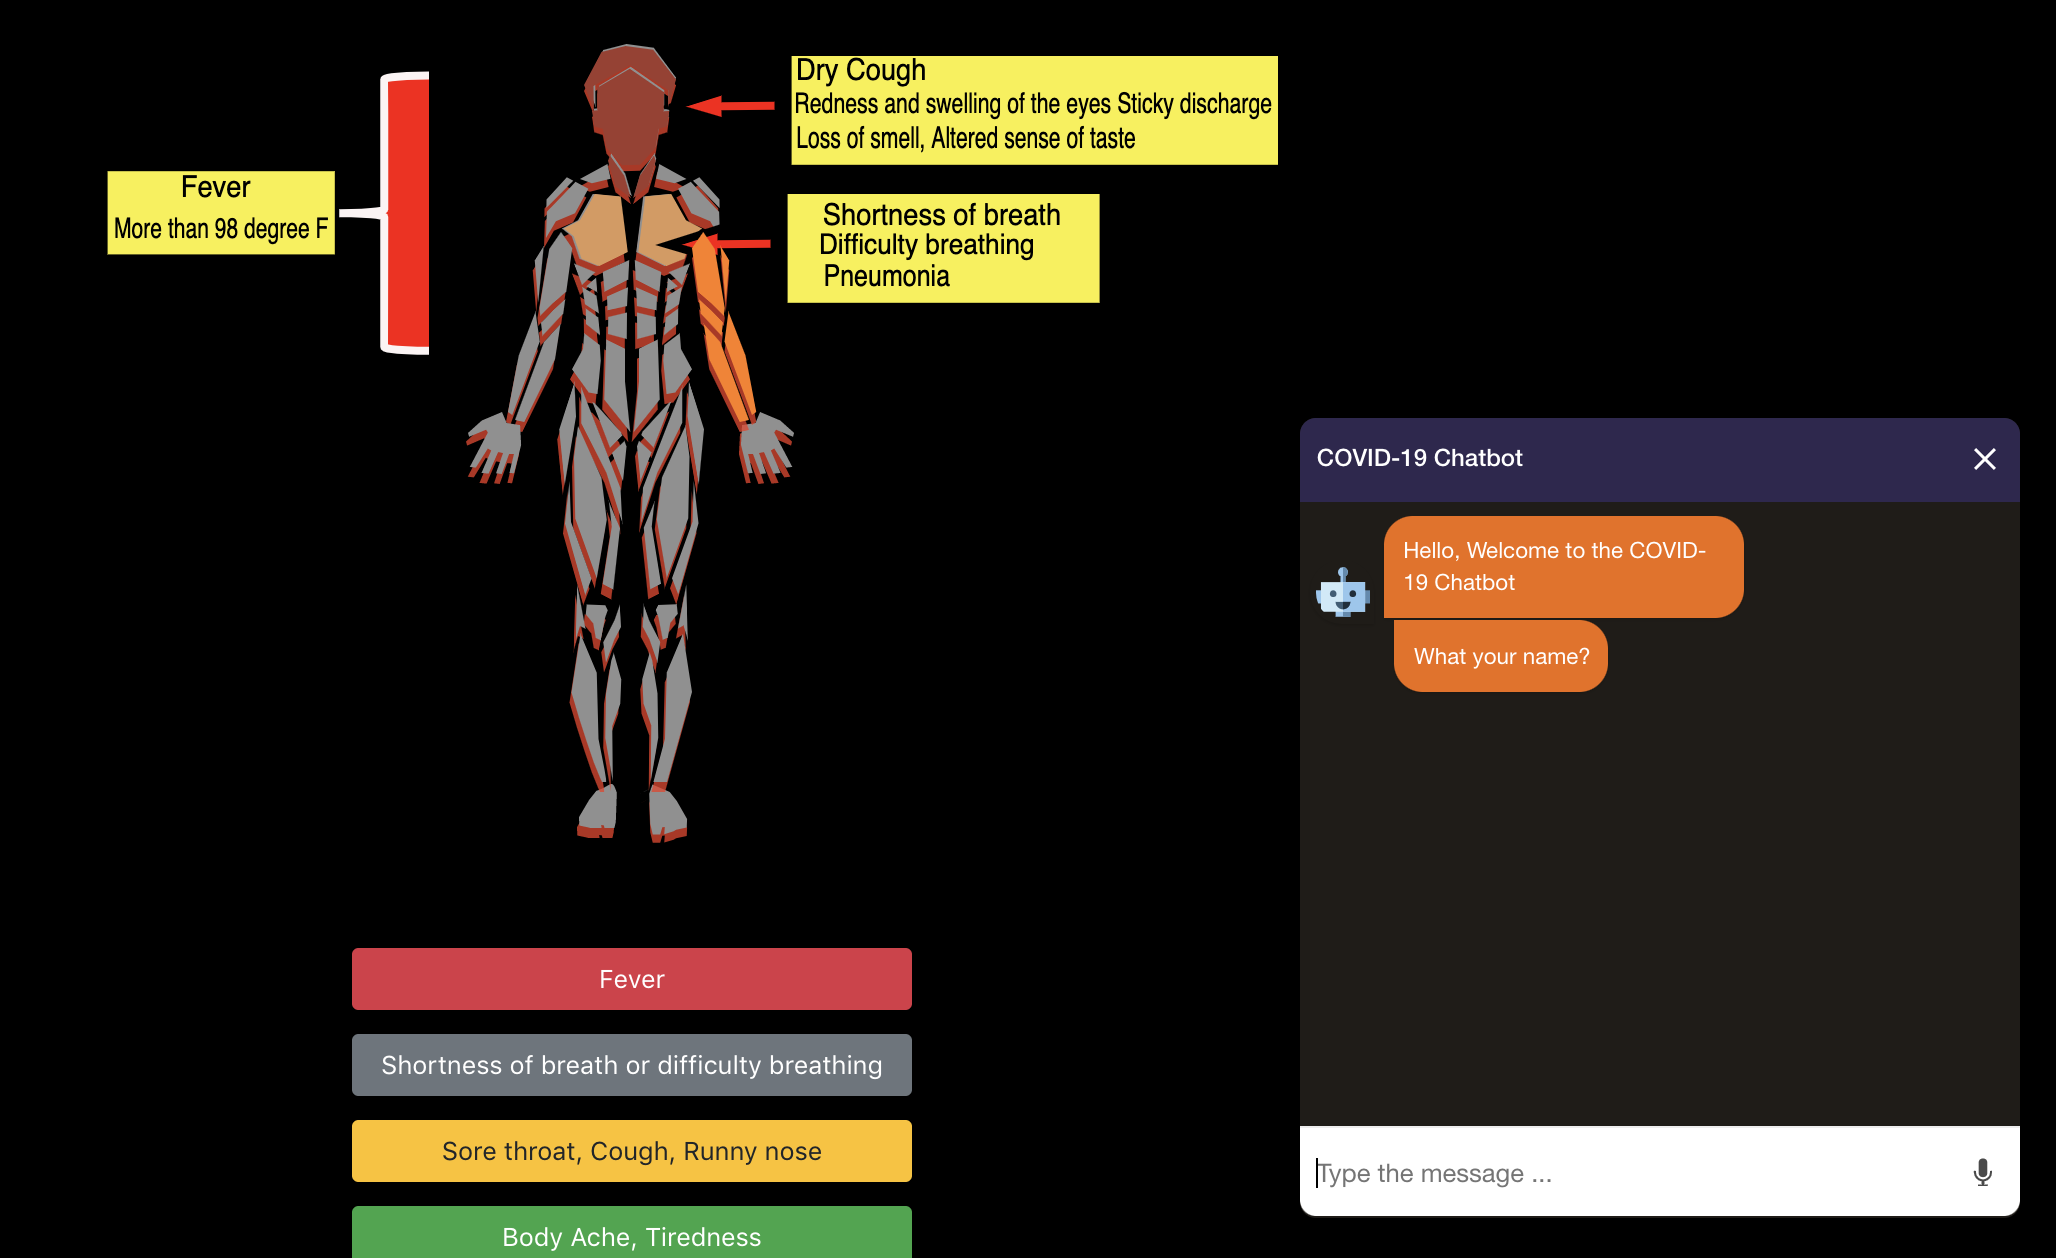 Dry Cough
Redness and swelling of the eyes Sticky discharge
Loss of smell, Altered sense of taste
Fever
More than 98 degree F
Shortness of breath
Difficulty breathing
Pneumonia
Fever
Shortness of breath or difficulty breathing
Sore throat, Cough, Runny nose
Body Ache, Tiredness
COVID-19 Chatbot
Hello, Welcome to the COVID-
19 Chatbot
What your name?
Type the message ...